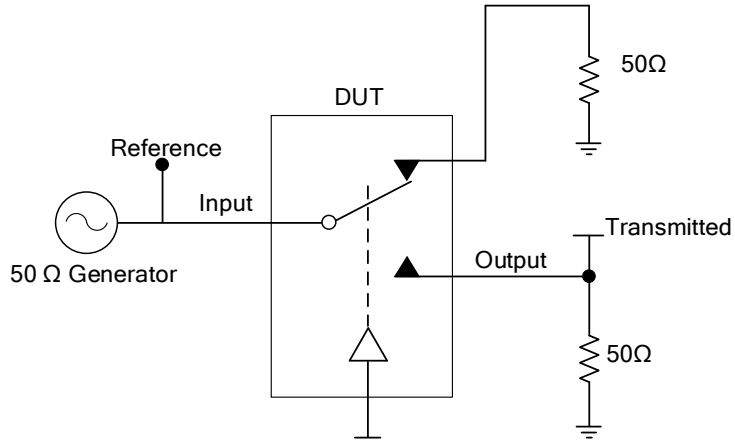 50Ω
DUT
Reference
Input
Transmitted
Output
50 Ω Generator
50Ω